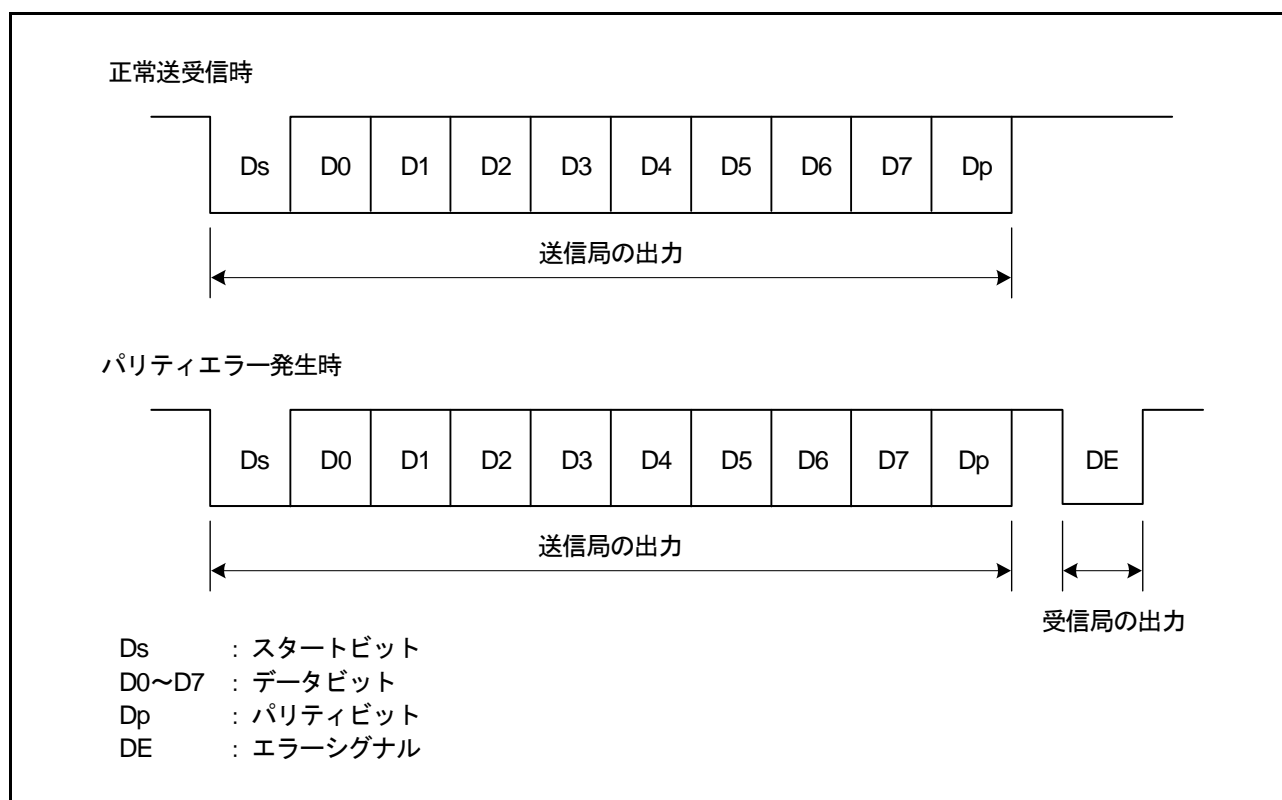 正常送受信時
Ds D0 D1 D2 D3 D4 D5 D6 D7 Dp
送信局の出力
パリティエラー発生時
Ds D0 D1 D2 D3 D4 D5 D6 D7 Dp DE
送信局の出力
受信局の出力
Ds : スタートビット
D0～D7 : データビット
Dp : パリティビット
DE : エラーシグナル